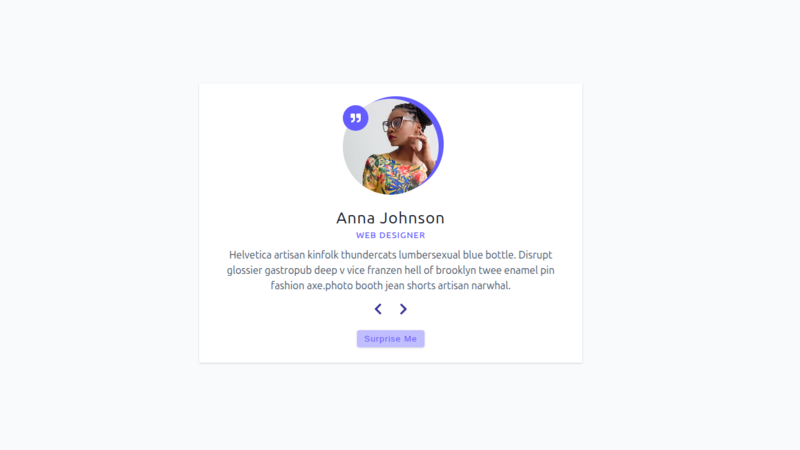 Anna Johnson
WEB DESIGNER
Helvetica artisan kinfolk thundercats lumbersexual blue bottle. Disrupt
glossier gastropub deep v vice franzen hell of brooklyn twee enamel pin
fashion axe.photo booth jean shorts artisan narwhal.
Surprise Me